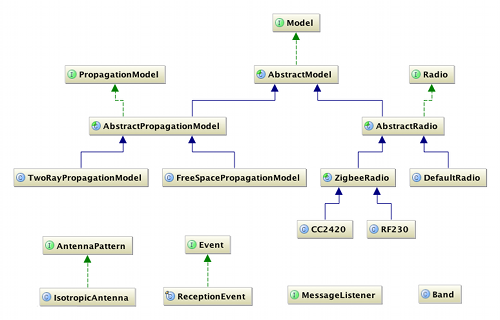 Model
PropagationModel
AbstractModel
Radio
AbstractPropagationModel
AbstractRadio
TwoRayPropagationModel
FreeSpacePropagationModel
ZigbeeRadio
DefaultRadio
CC2420
RF230
AntennaPattern
Event
IsotropicAntenna
ReceptionEvent
MessageListener
Band